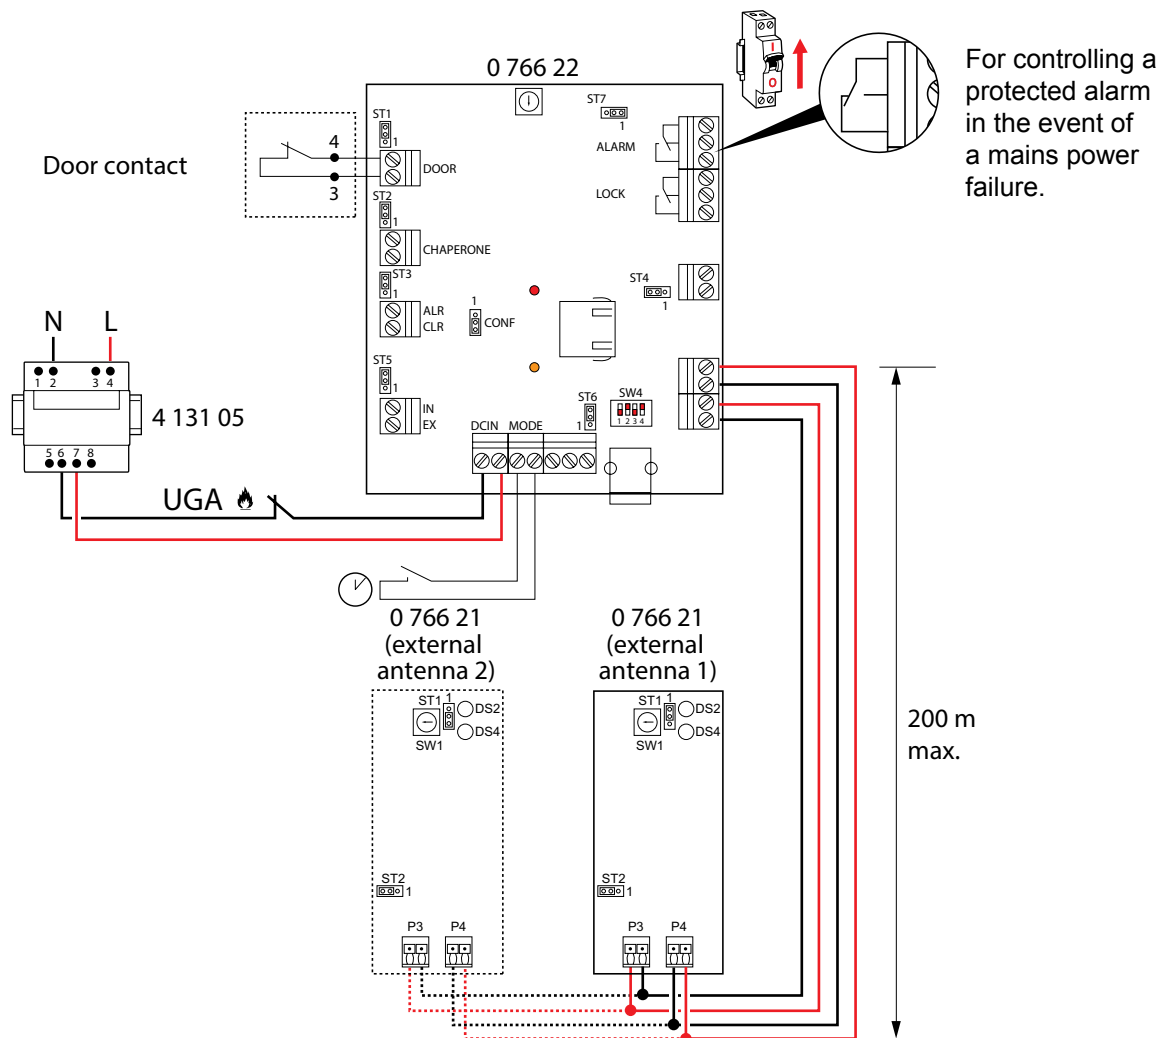 0 766 22
For controlling a
protected alarm
in the event of
a mains power
failure.
I
O
ST7
1
ALARM
LOCK
ST1
1
DOOR
Door contact
4
3
ST2
1
CHAPERONE
ST3
1
ALR
CLR
1
CONF
ST4
1
N L
1 2 3 4
4 131 05
5 6 7 8
ST5
1
IN
EX
ST6
1
SW4
1 2 3 4
DCIN MODE
UGA
0 766 21
(external
antenna 2)
0 766 21
(external
antenna 1)
ST1 1
DS2
DS4
SW1
ST2
1
P3 P4
ST1 1
DS2
DS4
SW1
ST2
1
P3 P4
200 m
max.